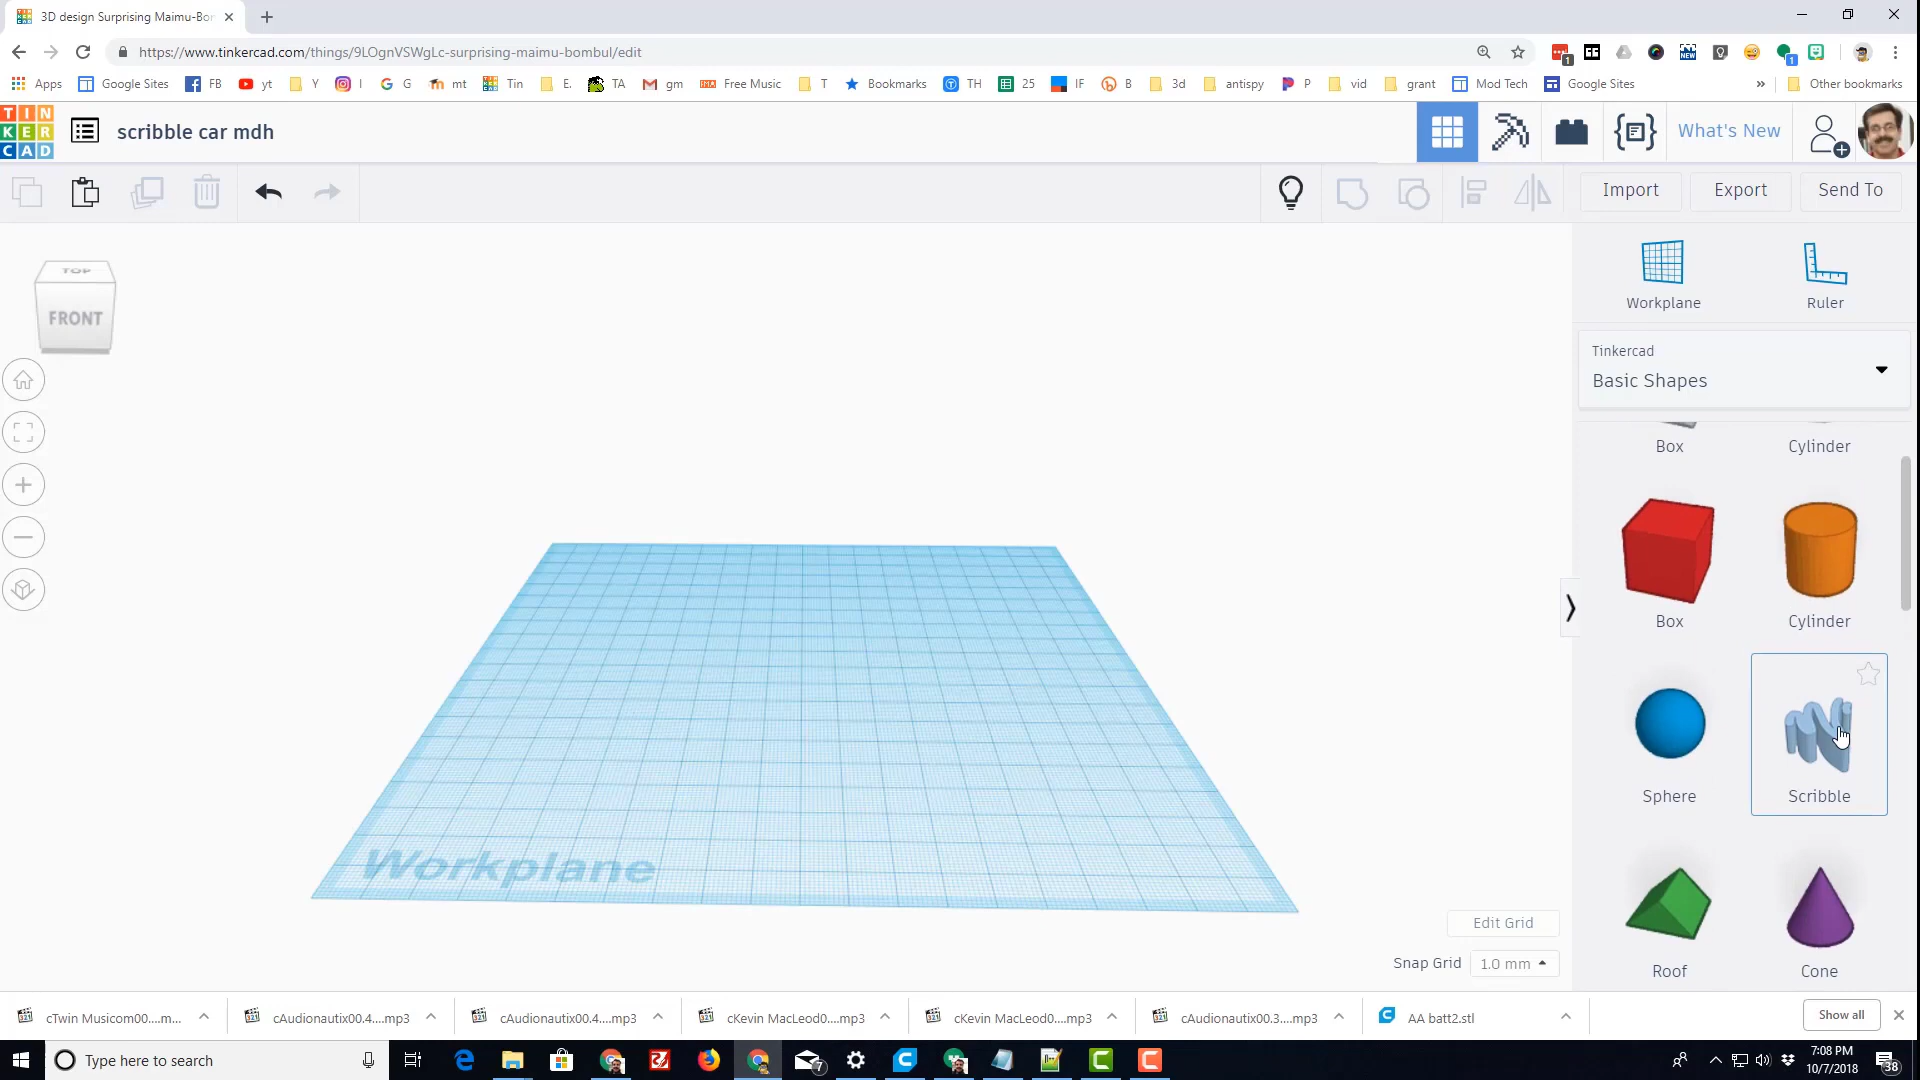 3D design Surprising Maimu-Bor
https://www.tinkercad.com/things/9LOgnVSWgLc-surprising-maimu-bombul/edit
Apps Google Sites FB yt Y I G mt Tin E. TA gm Free Music T Bookmarks TH 25 IF B 3d antispy P vid grant Mod Tech Google Sites » Other bookmarks
TIN
KER
CAD
scribble car mdh
What's New
Import Export Send To
TOP
FRONT
Workplane Ruler
Tinkercad
Basic Shapes
Box Cylinder
Box Cylinder
Sphere Scribble
Roof Cone
Workplane
Edit Grid
Snap Grid 1.0 mm
cTwin Musicom00....m... cAudionautix00.4....mp3 cAudionautix00.4....mp3 cKevin MacLeod0....mp3 cKevin MacLeod0....mp3 cAudionautix00.3....mp3 AA batt2.stl Show all
Type here to search
7
7:08 PM
10/7/2018
38